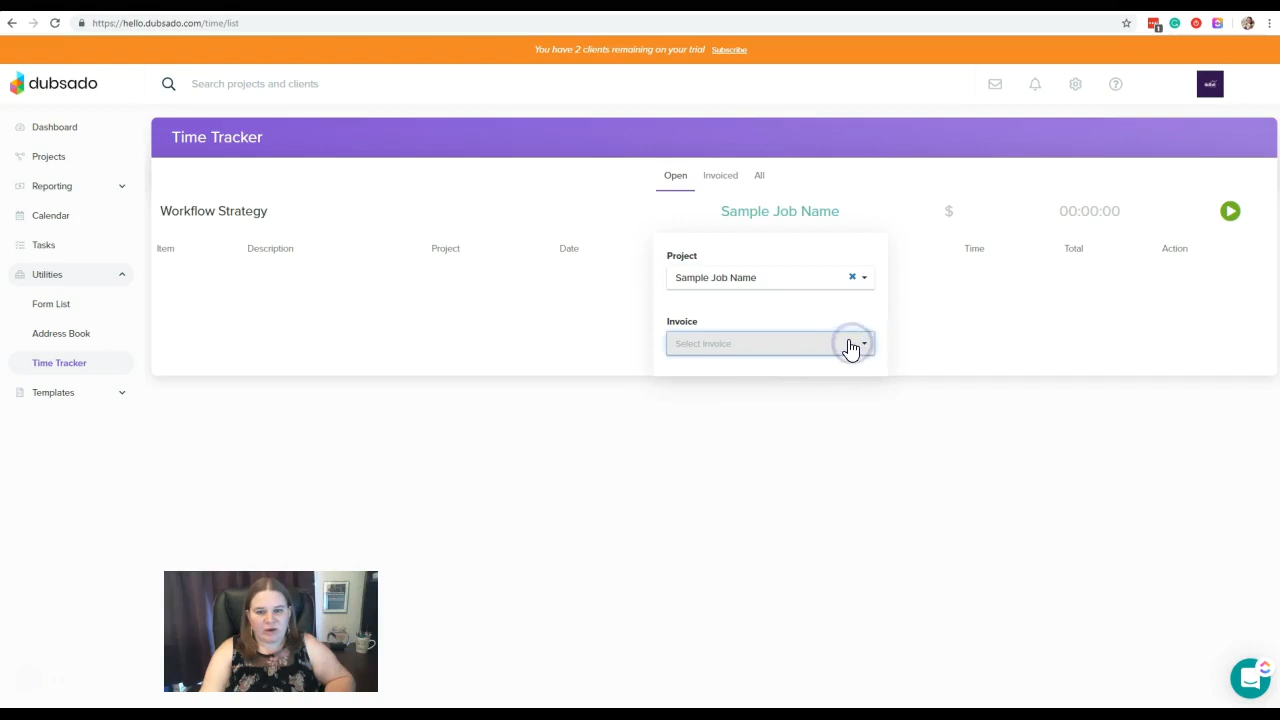 https://hello.dubsado.com/time/list
1
You have 2 clients remaining on your trial Subscribe
dubsado
Search projects and clients
Dashboard
Projects
Reporting
Calendar
Tasks
Utilities
Form List
Address Book
Time Tracker
Templates
Time Tracker
Open Invoiced All
Workflow Strategy Sample Job Name $ 00:00:00
Item Description Project Date Time Total Action
Project
Sample Job Name
Invoice
Select Invoice